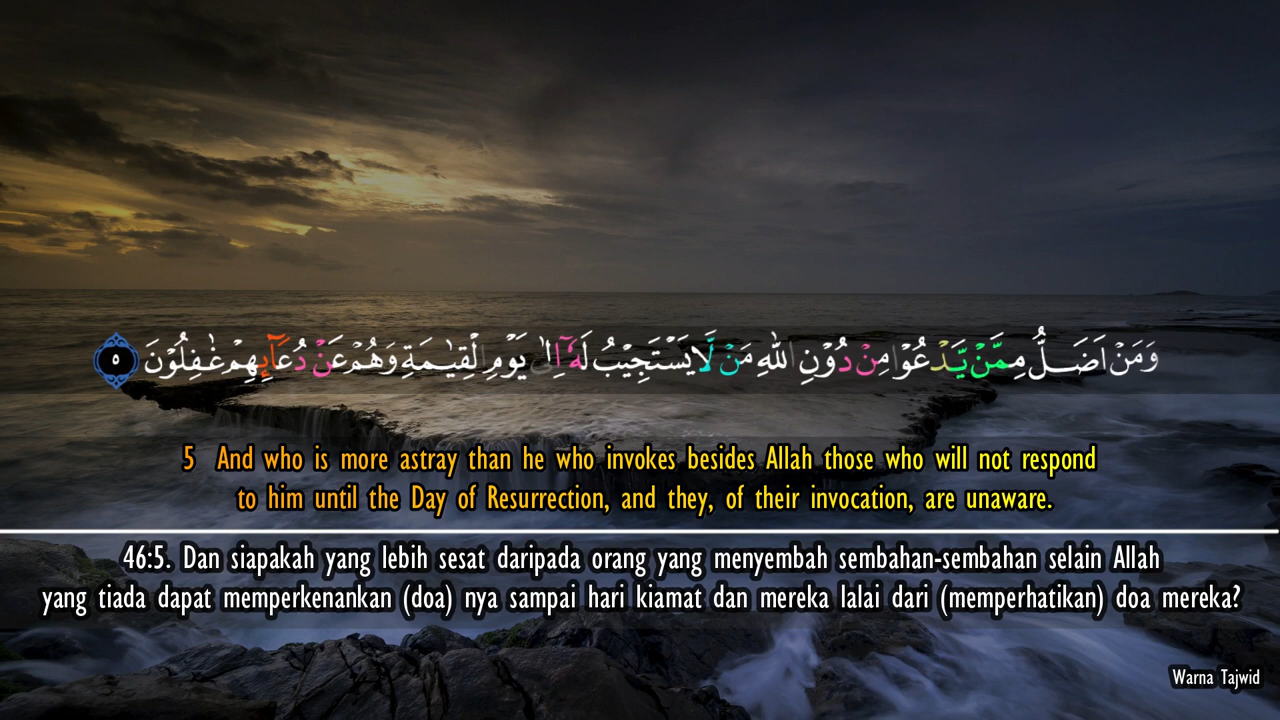 وَمَنْ اَضَلُّ مِمَّنْ يَّدْعُوْا مِنْ دُوْنِ اللّٰهِ مَنْ لَّا يَسْتَجِيْبُ لَهٗٓ اِلٰى يَوْمِ الْقِيٰمَةِ وَهُمْ عَنْ دُعَاۤىِٕهِمْ غٰفِلُوْنَ ٥
5 And who is more astray than he who invokes besides Allah those who will not respond
to him until the Day of Resurrection, and they, of their invocation, are unaware.
46:5. Dan siapakah yang lebih sesat daripada orang yang menyembah sembahan-sembahan selain Allah
yang tiada dapat memperkenankan (doa) nya sampai hari kiamat dan mereka lalai dari (memperhatikan) doa mereka?
Warna Tajwid